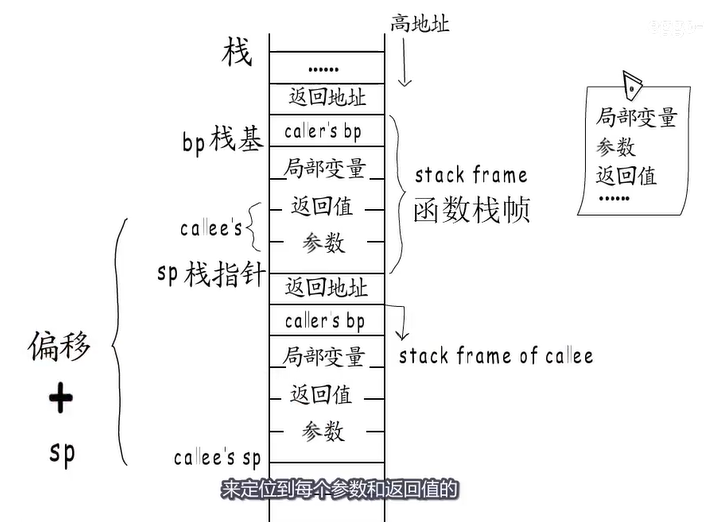 高地址
栈
......
返回地址
caller's bp
bp 栈基
局部变量
返回值
callee's
参数
stack frame
函数栈帧
局部变量
参数
返回值
......
sp 栈指针
返回地址
caller's bp
stack frame of callee
局部变量
返回值
参数
偏移
+
sp
callee's sp
来定位到每个参数和返回值的